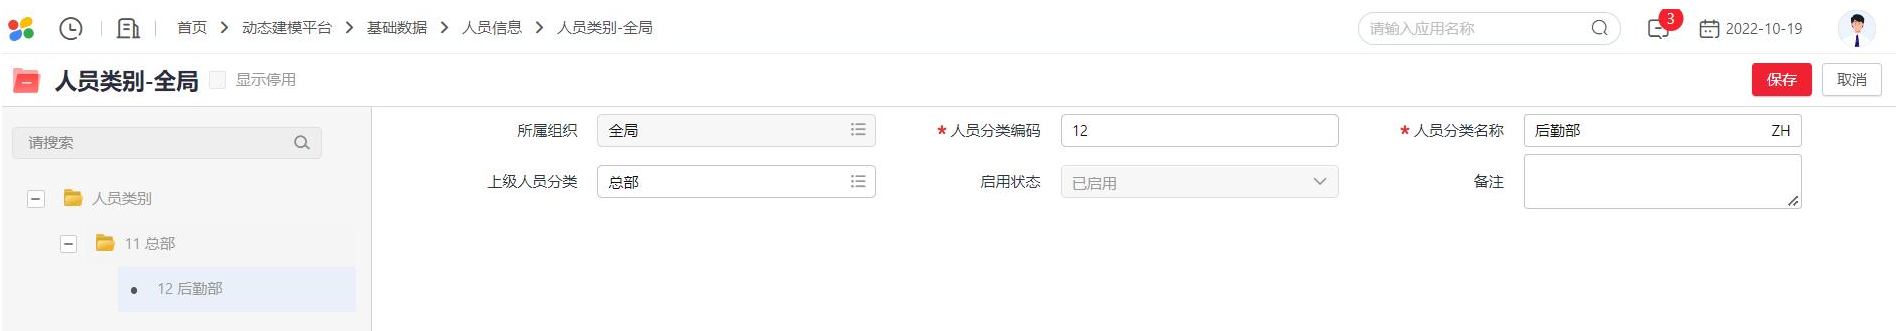 首页 > 动态建模平台 > 基础数据 > 人员信息 > 人员类别-全局
请输入应用名称
3
2022-10-19
人员类别-全局
显示停用
保存
取消
请搜索
人员类别
11 总部
12 后勤部
所属组织 全局
* 人员分类编码 12
* 人员分类名称 后勤部 ZH
上级人员分类 总部
启用状态 已启用
备注